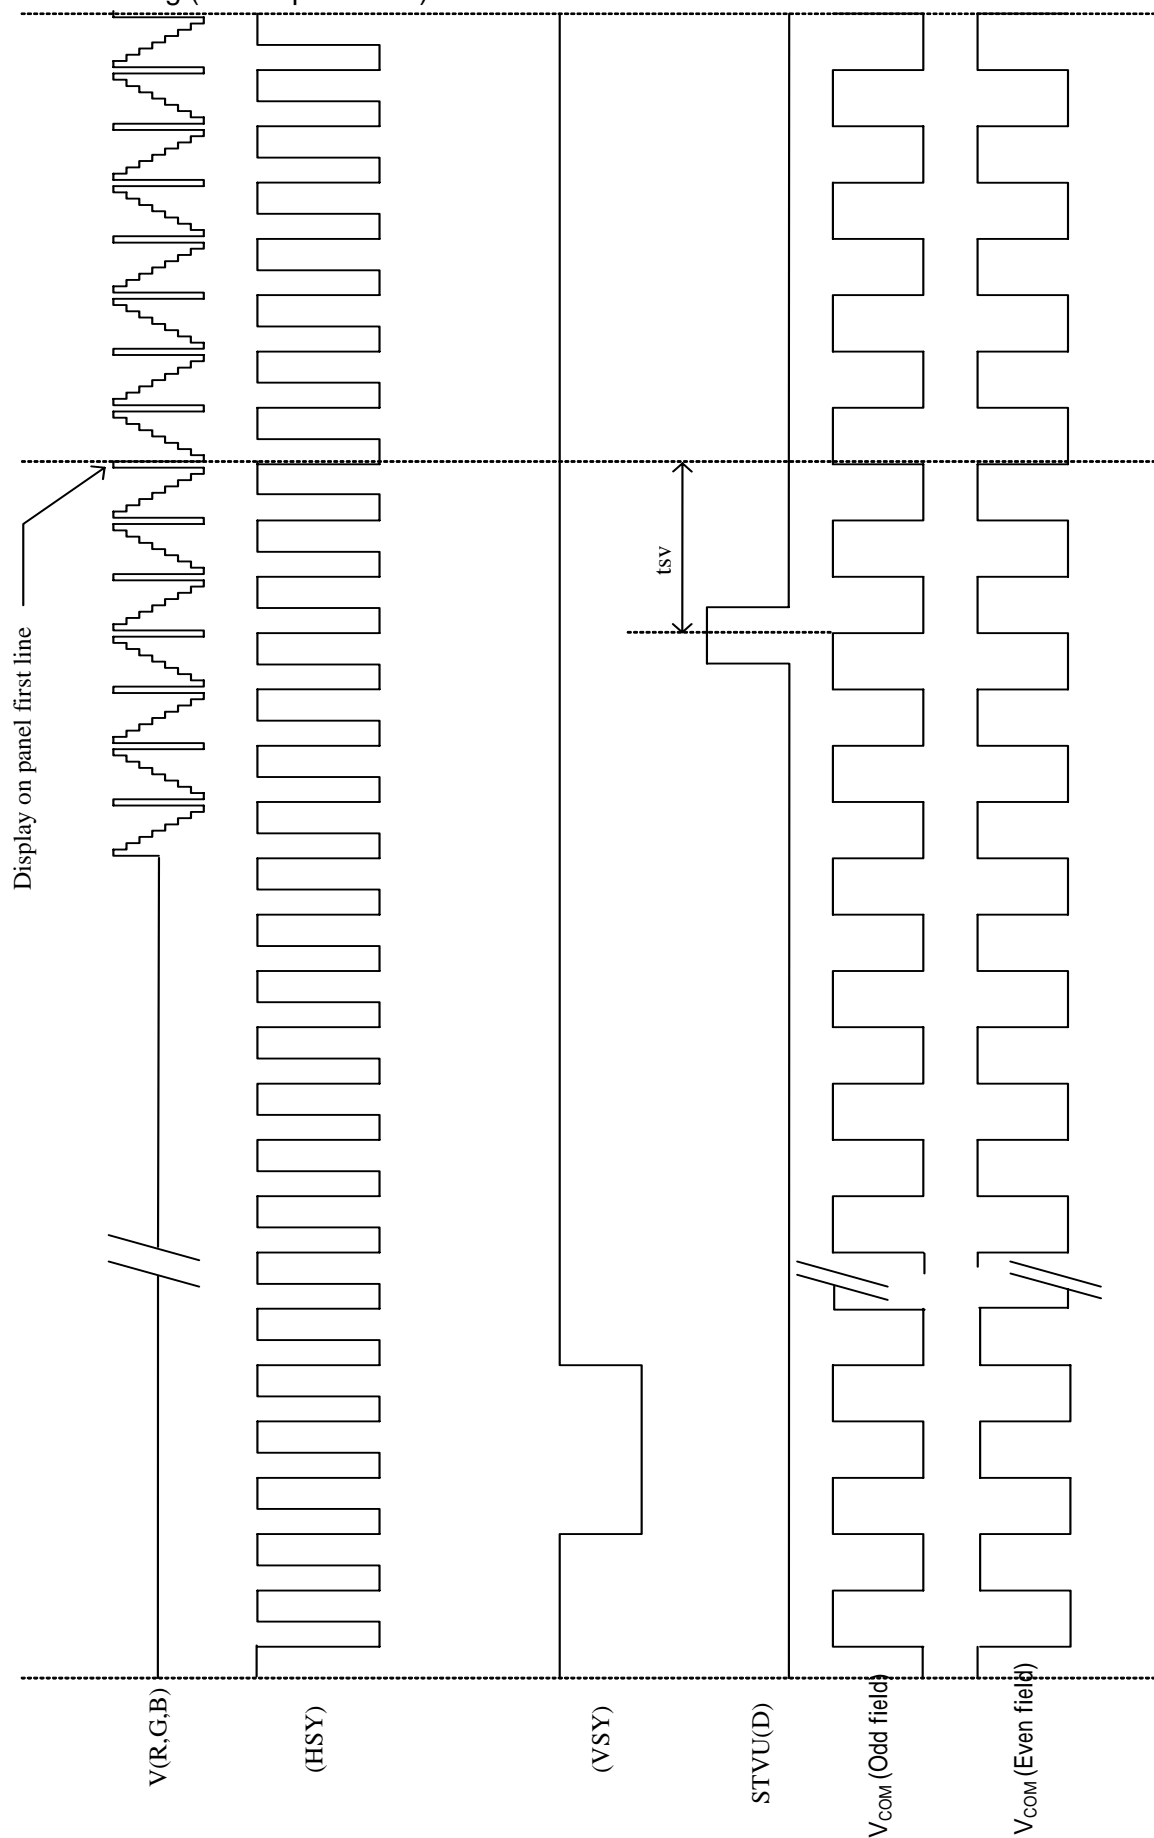 Display on panel first line
tsv
V(R,G,B)
(HSY)
(VSY)
STVU(D)
VCOM (Odd field)
VCOM (Even field)